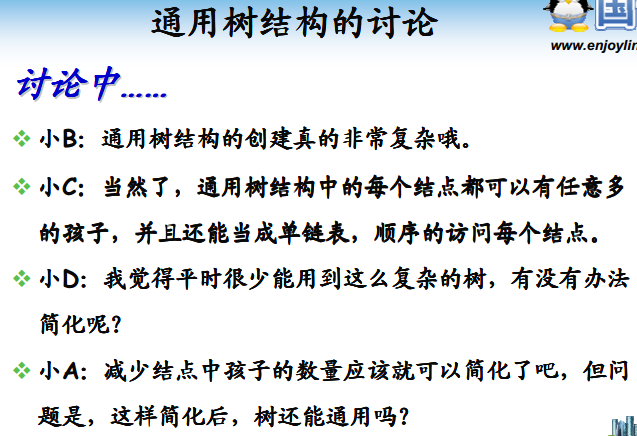 通用树结构的讨论
国
www.enjoylin
讨论中……
小B：通用树结构的创建真的非常复杂哦。
小C：当然了，通用树结构中的每个结点都可以有任意多
的孩子，并且还能当成单链表，顺序的访问每个结点。
小D：我觉得平时很少能用到这么复杂的树，有没有办法
简化呢？
小A：减少结点中孩子的数量应该就可以简化了吧，但问
题是，这样简化后，树还能通用吗？